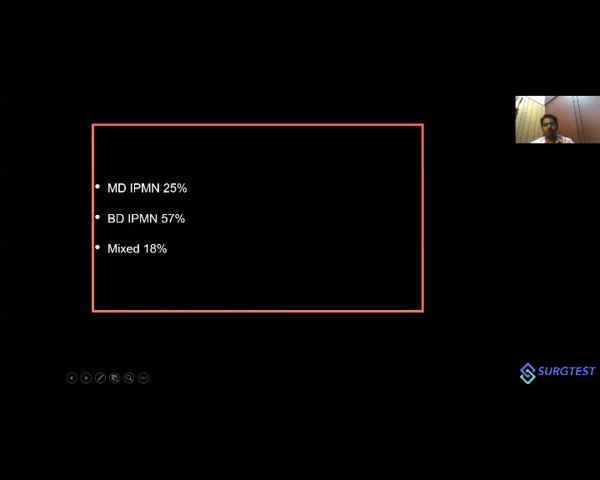 • MD IPMN 25%
• BD IPMN 57%
• Mixed 18%
SURGTEST